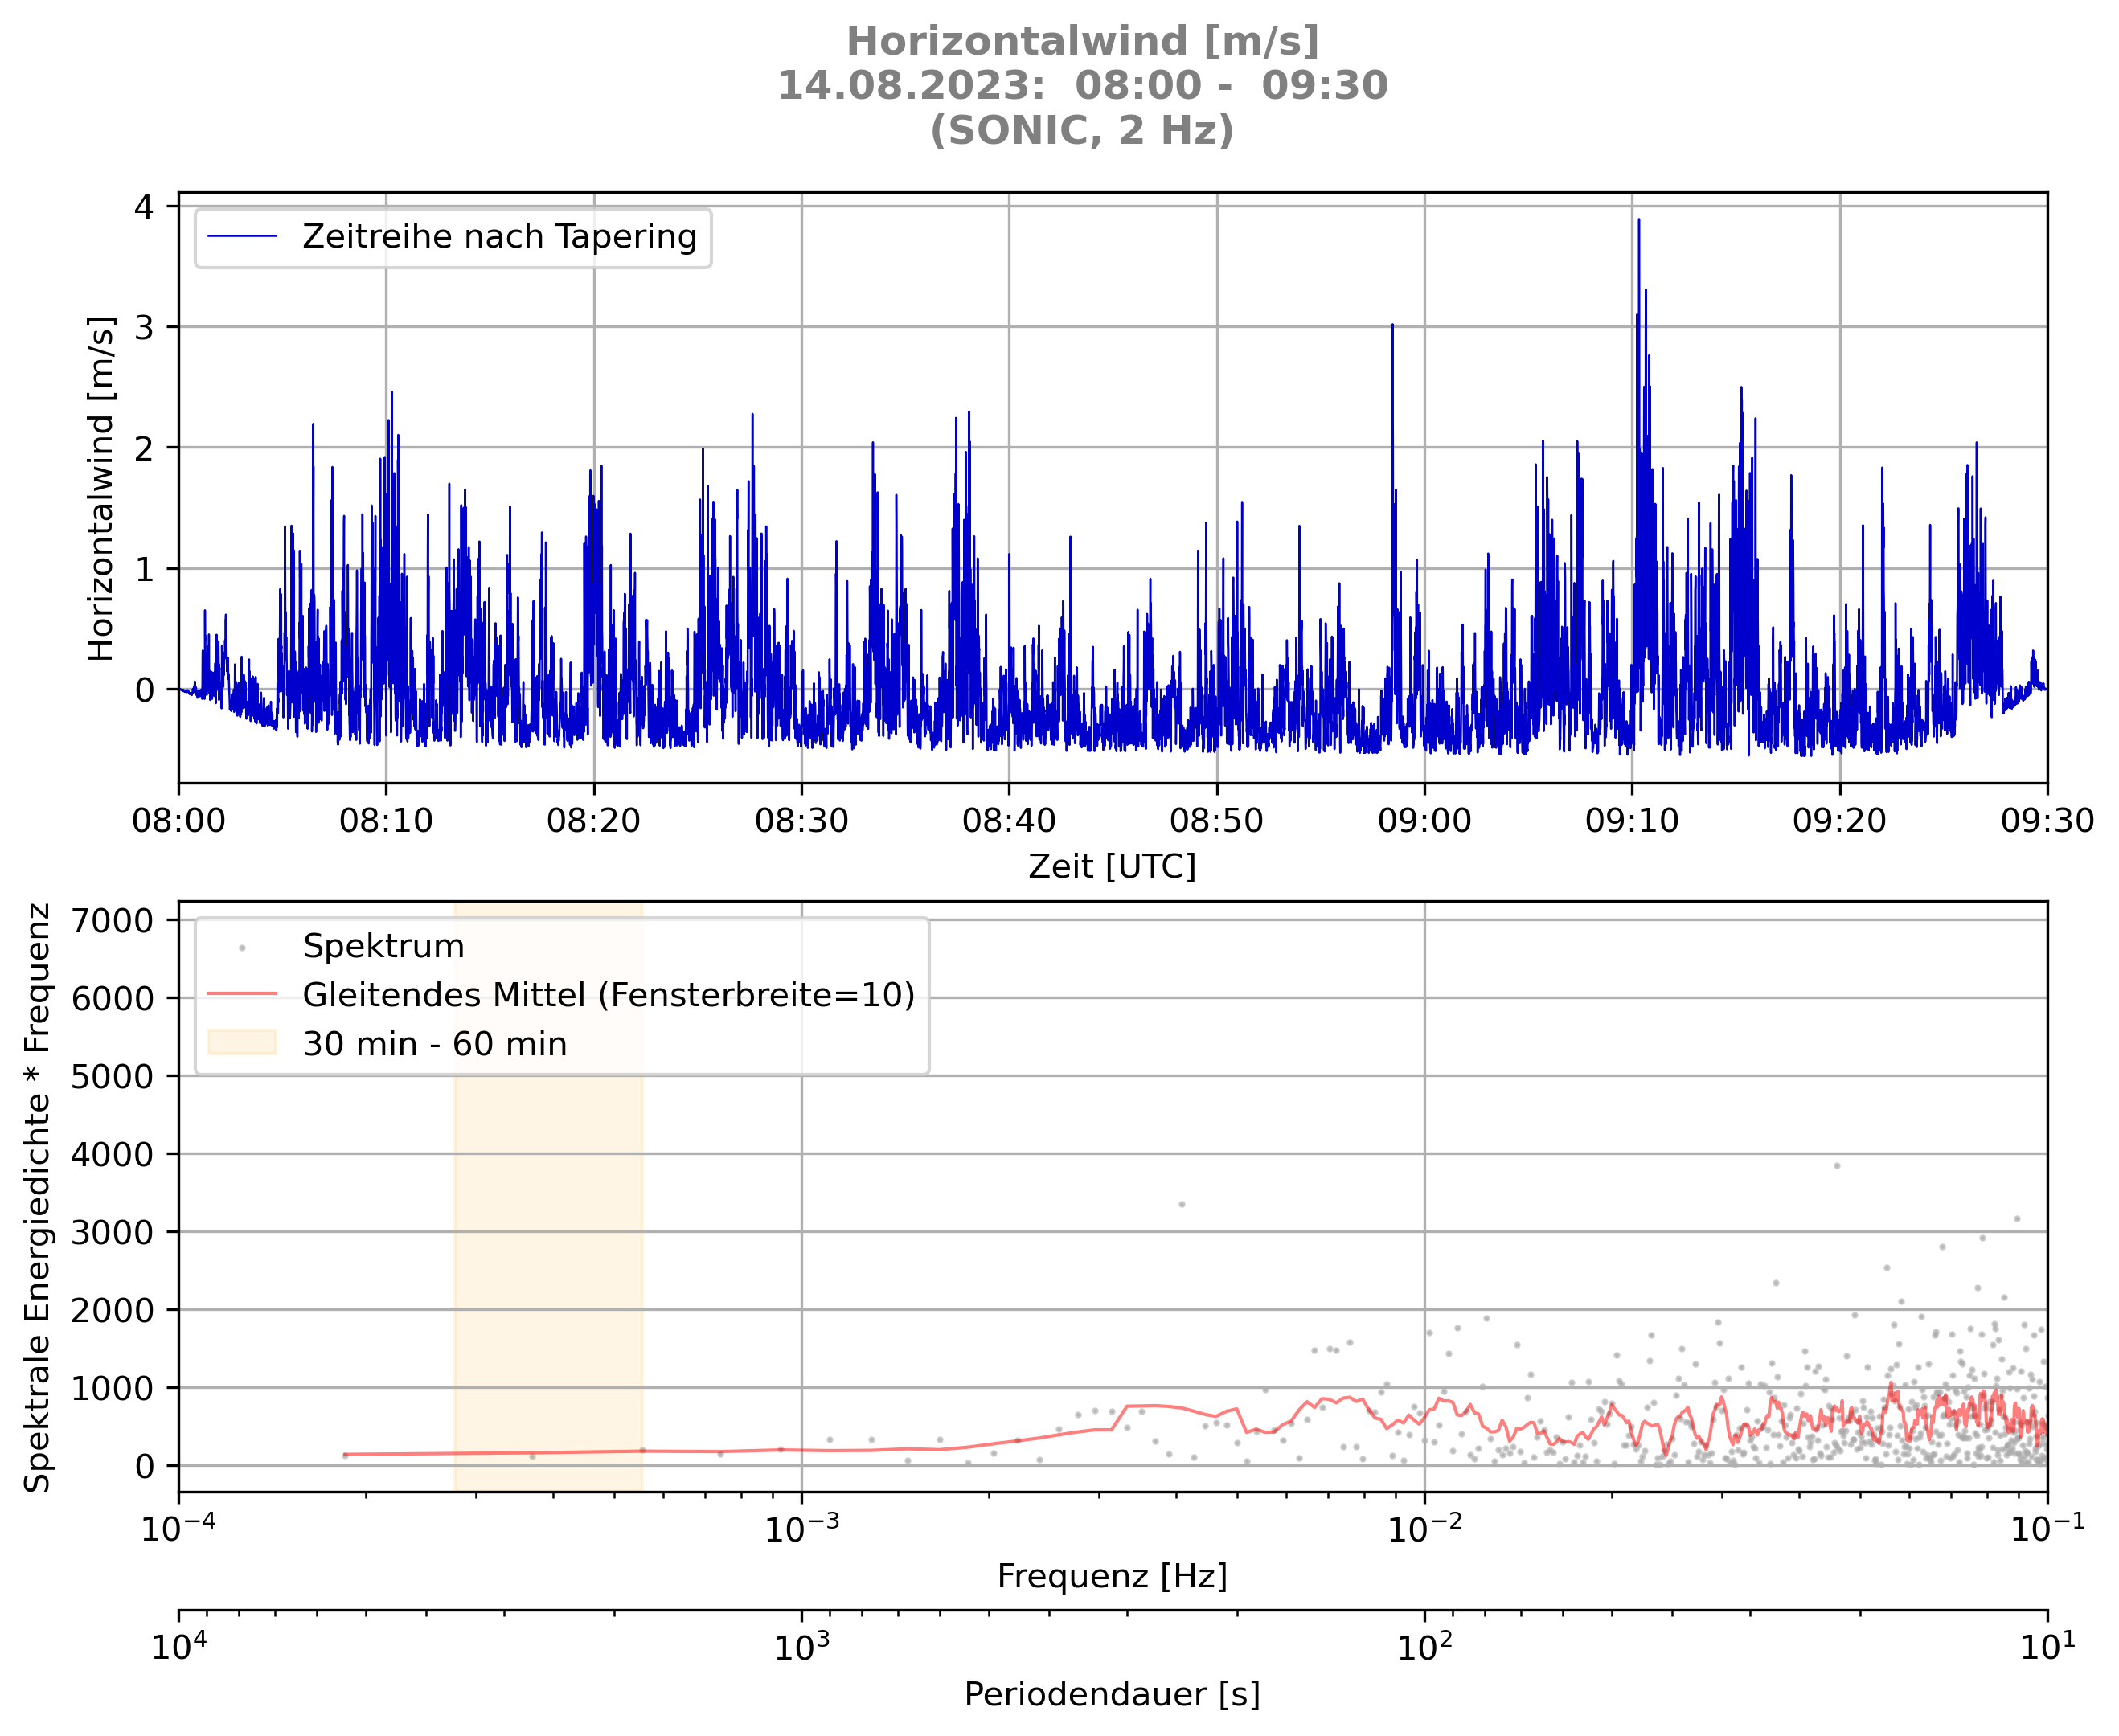 Horizontalwind [m/s]
14.08.2023:  08:00 -  09:30
(SONIC, 2 Hz)
Zeitreihe nach Tapering
Horizontalwind [m/s]
4
3
2
1
0
08:00 08:10 08:20 08:30 08:40 08:50 09:00 09:10 09:20 09:30
Zeit [UTC]
Spektrum
Gleitendes Mittel (Fensterbreite=10)
30 min - 60 min
Spektrale Energiedichte * Frequenz
7000
6000
5000
4000
3000
2000
1000
0
10⁻⁴ 10⁻³ 10⁻² 10⁻¹
Frequenz [Hz]
10⁴ 10³ 10² 10¹
Periodendauer [s]